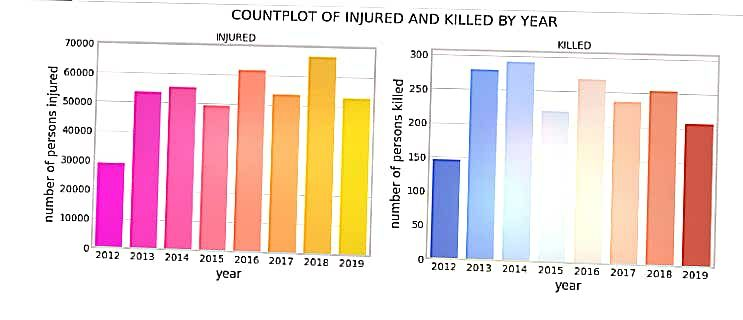 COUNTPLOT OF INJURED AND KILLED BY YEAR
INJURED
70000
60000
50000
40000
30000
20000
10000
0
number of persons injured
2012 2013 2014 2015 2016 2017 2018 2019
year
KILLED
300
250
200
150
100
50
0
number of persons killed
2012 2013 2014 2015 2016 2017 2018 2019
year